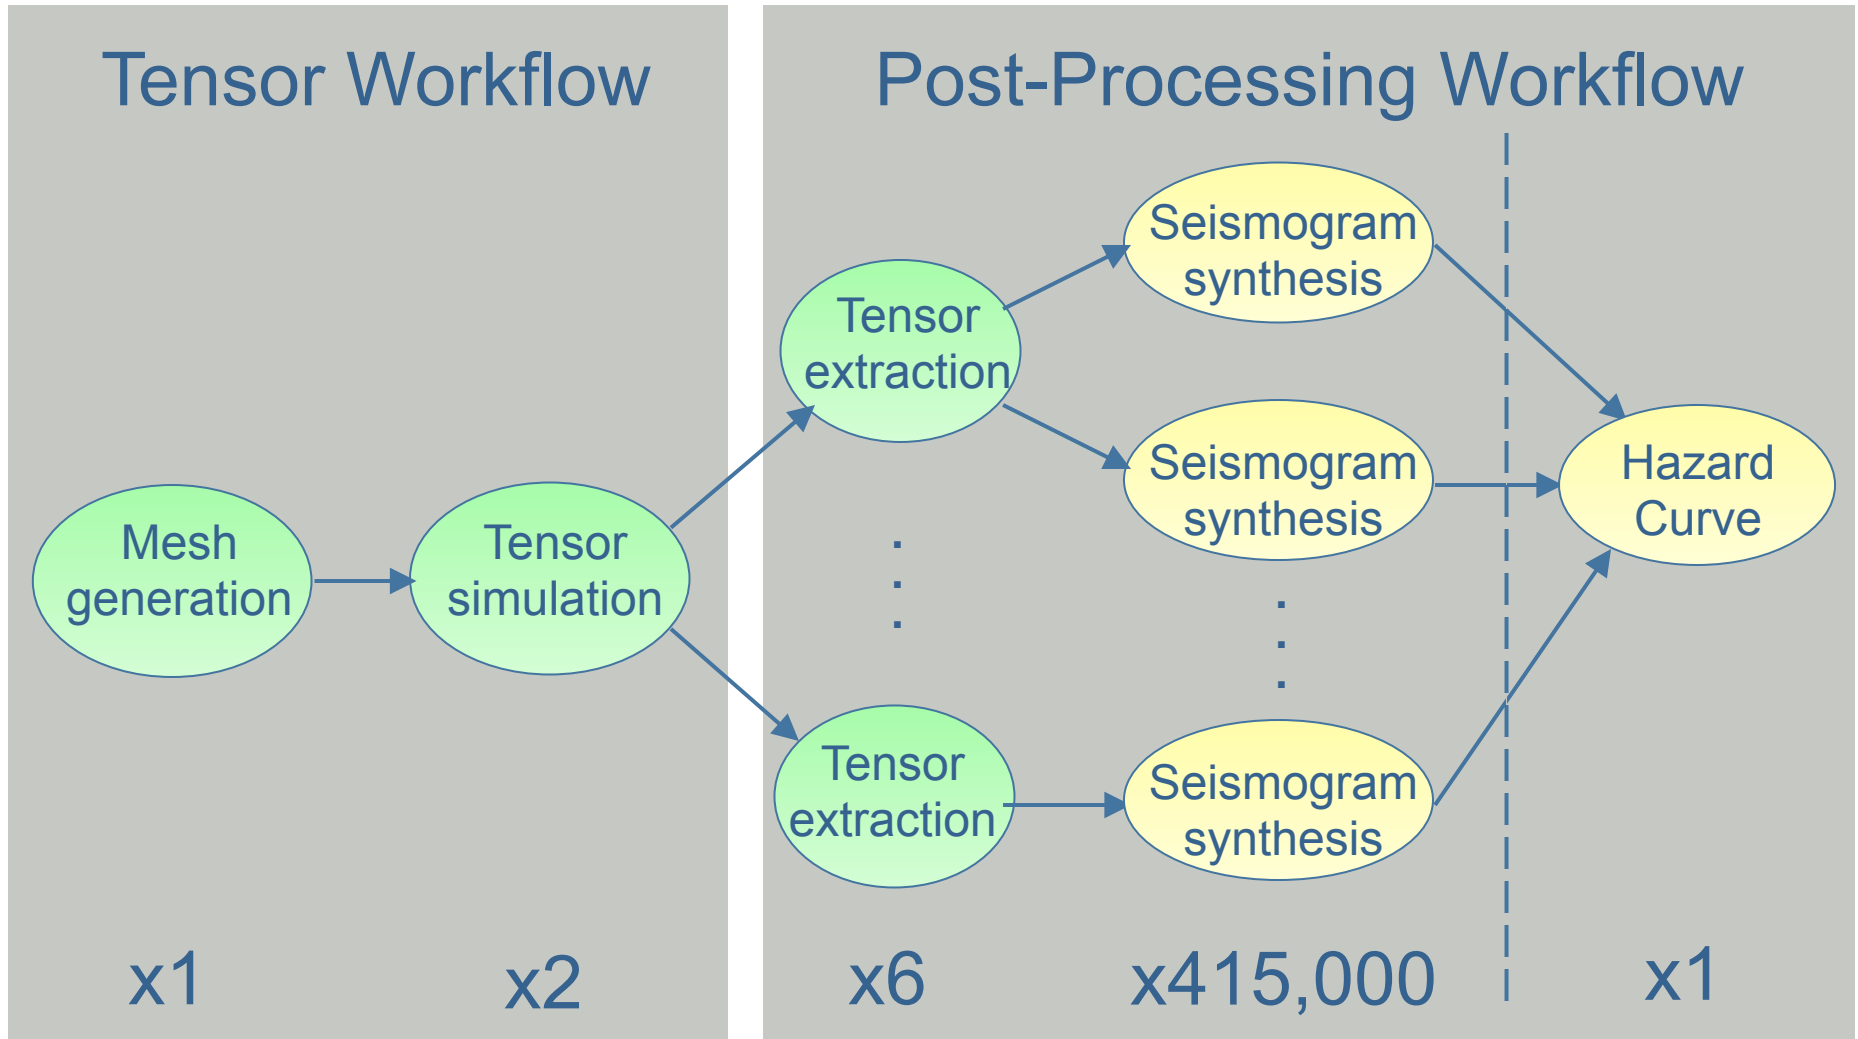 Tensor Workflow
Post-Processing Workflow
Mesh
generation
Tensor
simulation
Tensor
extraction
.
.
.
Tensor
extraction
Seismogram
synthesis
Seismogram
synthesis
.
.
.
Seismogram
synthesis
Hazard
Curve
x1
x2
x6
x415,000
x1